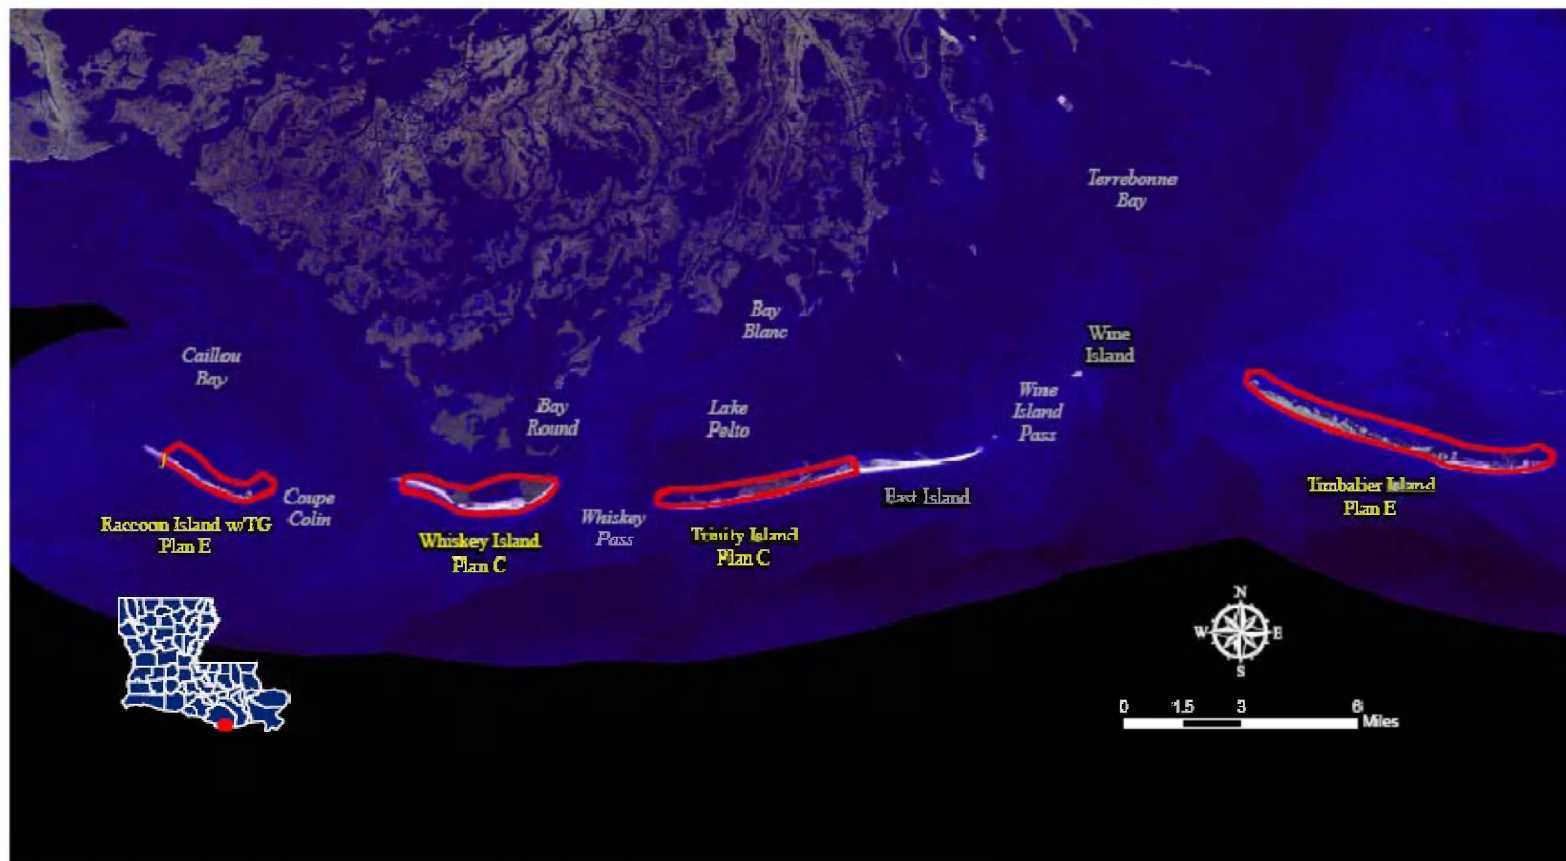 Terrebonne
Bay
Bay
Blanc
Wine
Island
Caillou
Bay
Wine
Island
Pass
Bay
Round
Lake
Pelto
Coupe
Colin
Raccoon Island w/TG
Plan E
Whiskey Island
Plan C
Whiskey
Pass
Trinity Island
Plan C
East Island
Timbalier Island
Plan E
N
W E
S
0 1.5 3 6
Miles